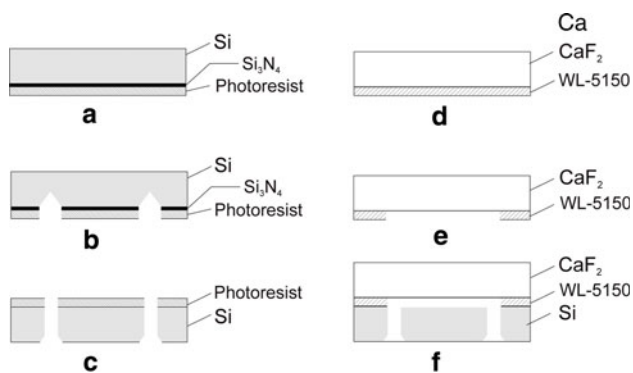 Si
Si₃N₄
Photoresist
a
Si
Si₃N₄
Photoresist
b
Photoresist
Si
c
Ca
CaF₂
WL-5150
d
CaF₂
WL-5150
e
CaF₂
WL-5150
Si
f